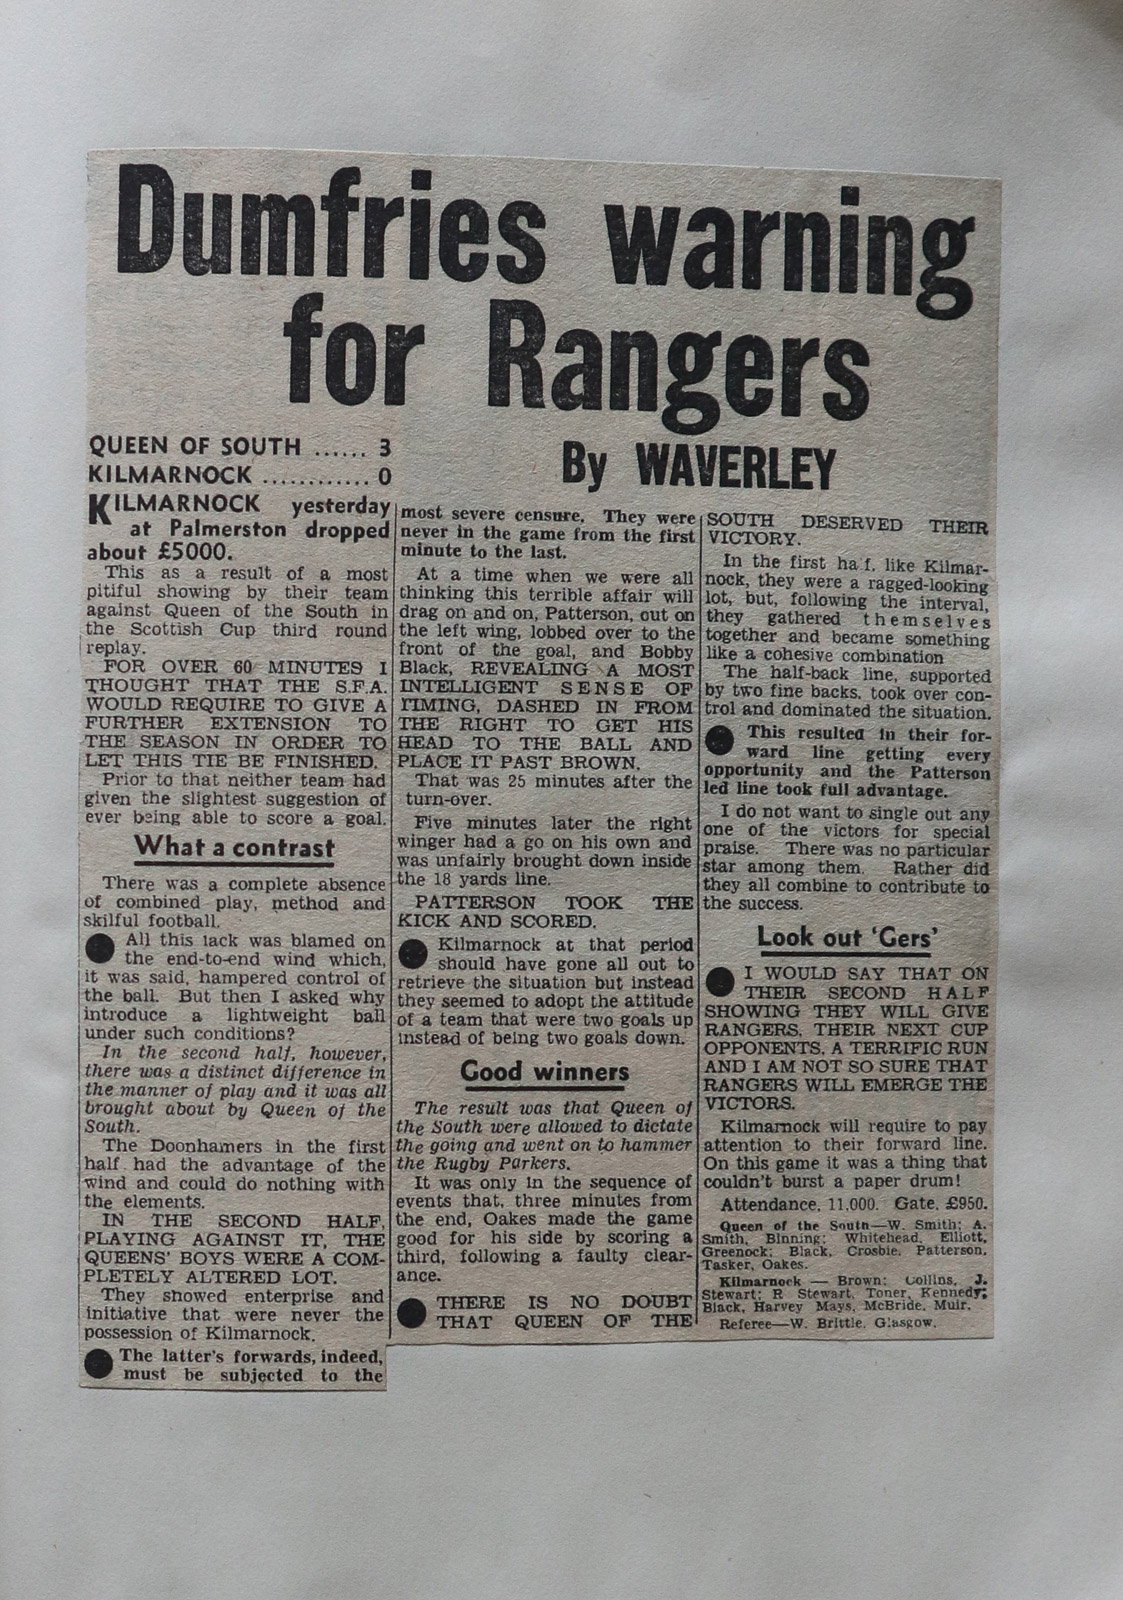 Dumfries warning
for Rangers
QUEEN OF SOUTH ...... 3
KILMARNOCK ............ 0
By WAVERLEY
KILMARNOCK yesterday
at Palmerston dropped
about £5000.
This as a result of a most
pitiful showing by their team
against Queen of the South in
the Scottish Cup third round
replay.
FOR OVER 60 MINUTES I
THOUGHT THAT THE S.F.A.
WOULD REQUIRE TO GIVE A
FURTHER EXTENSION TO
THE SEASON IN ORDER TO
LET THIS TIE BE FINISHED.
Prior to that neither team had
given the slightest suggestion of
ever being able to score a goal.
What a contrast
There was a complete absence
of combined play, method and
skilful football.
● All this lack was blamed on
the end-to-end wind which,
it was said, hampered control of
the ball. But then I asked why
introduce a lightweight ball
under such conditions?
In the second half, however,
there was a distinct difference in
the manner of play and it was all
brought about by Queen of the
South.
The Doonhamers in the first
half had the advantage of the
wind and could do nothing with
the elements.
IN THE SECOND HALF,
PLAYING AGAINST IT, THE
QUEENS' BOYS WERE A COM-
PLETELY ALTERED LOT.
They showed enterprise and
initiative that were never the
possession of Kilmarnock.
● The latter's forwards, indeed,
must be subjected to the
most severe censure. They were
never in the game from the first
minute to the last.
At a time when we were all
thinking this terrible affair will
drag on and on, Patterson, out on
the left wing, lobbed over to the
front of the goal, and Bobby
Black, REVEALING A MOST
INTELLIGENT SENSE OF
TIMING, DASHED IN FROM
THE RIGHT TO GET HIS
HEAD TO THE BALL AND
PLACE IT PAST BROWN.
That was 25 minutes after the
turn-over.
Five minutes later the right
winger had a go on his own and
was unfairly brought down inside
the 18 yards line.
PATTERSON TOOK THE
KICK AND SCORED.
● Kilmarnock at that period
should have gone all out to
retrieve the situation but instead
they seemed to adopt the attitude
of a team that were two goals up
instead of being two goals down.
Good winners
The result was that Queen of
the South were allowed to dictate
the going and went on to hammer
the Rugby Parkers.
It was only in the sequence of
events that, three minutes from
the end, Oakes made the game
good for his side by scoring a
third, following a faulty clear-
ance.
● THERE IS NO DOUBT
THAT QUEEN OF THE
SOUTH DESERVED THEIR
VICTORY.
In the first half, like Kilmar-
nock, they were a ragged-looking
lot, but, following the interval,
they gathered themselves
together and became something
like a cohesive combination
The half-back line, supported
by two fine backs, took over con-
trol and dominated the situation.
● This resulted in their for-
ward line getting every
opportunity and the Patterson
led line took full advantage.
I do not want to single out any
one of the victors for special
praise. There was no particular
star among them. Rather did
they all combine to contribute to
the success.
Look out 'Gers'
● I WOULD SAY THAT ON
THEIR SECOND HALF
SHOWING THEY WILL GIVE
RANGERS, THEIR NEXT CUP
OPPONENTS, A TERRIFIC RUN
AND I AM NOT SO SURE THAT
RANGERS WILL EMERGE THE
VICTORS.
Kilmarnock will require to pay
attention to their forward line.
On this game it was a thing that
couldn't burst a paper drum!
Attendance, 11,000. Gate, £950.
Queen of the South—W. Smith; A.
Smith, Binning; Whitehead, Elliott,
Greenock; Black, Crosbie, Patterson,
Tasker, Oakes.
Kilmarnock — Brown; Collins, J.
Stewart; R Stewart, Toner, Kennedy;
Black, Harvey Mays, McBride, Muir.
Referee—W. Brittle, Glasgow.